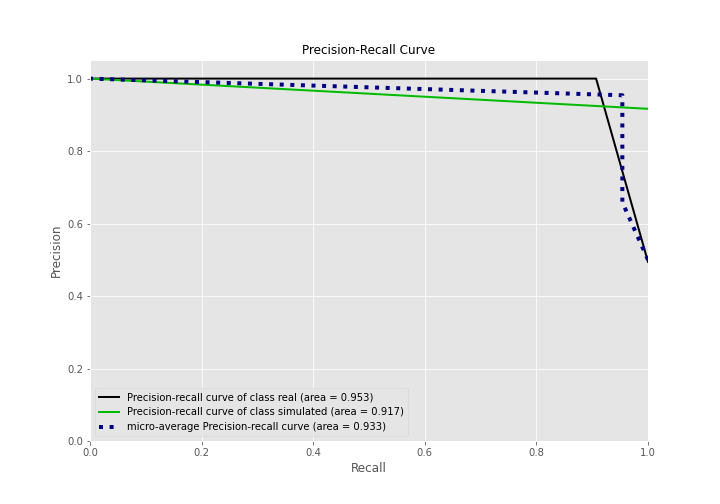 Precision-Recall Curve
1.0
0.8
0.6
0.4
0.2
0.0
Precision
Precision-recall curve of class real (area = 0.953)
Precision-recall curve of class simulated (area = 0.917)
micro-average Precision-recall curve (area = 0.933)
0.0 0.2 0.4 0.6 0.8 1.0
Recall